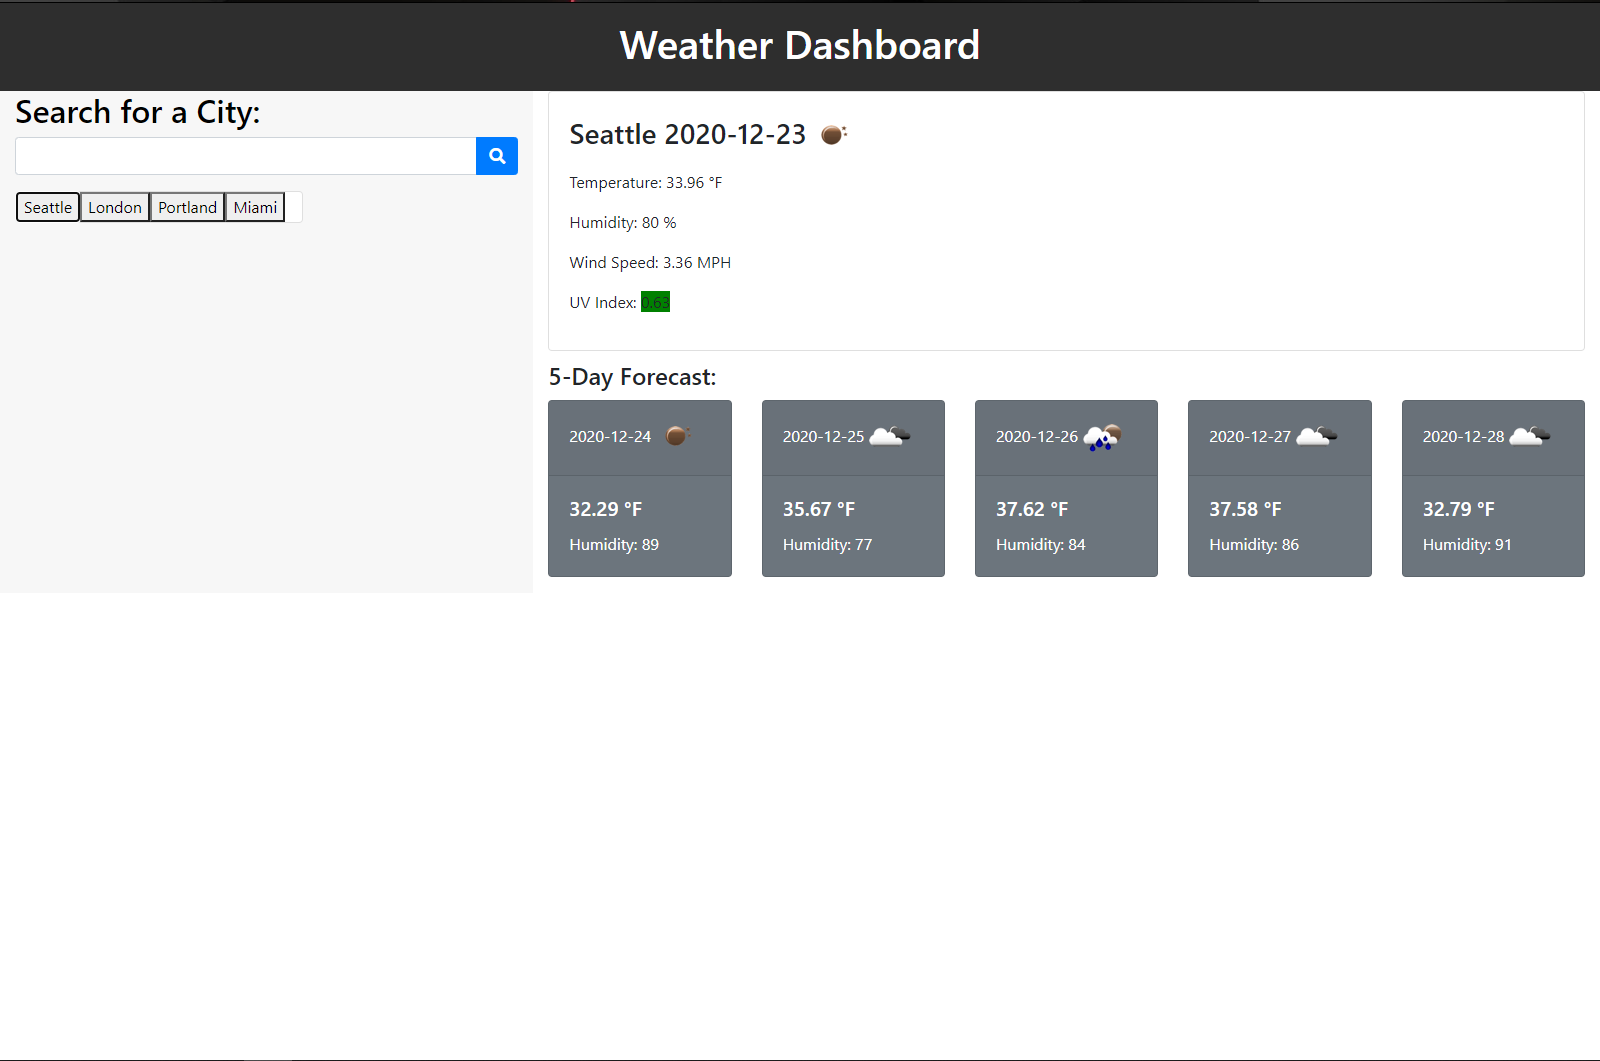 Weather Dashboard
Search for a City:
Seattle London Portland Miami
Seattle 2020-12-23
Temperature: 33.96 °F
Humidity: 80 %
Wind Speed: 3.36 MPH
UV Index: 0.63
5-Day Forecast:
2020-12-24
32.29 °F
Humidity: 89
2020-12-25
35.67 °F
Humidity: 77
2020-12-26
37.62 °F
Humidity: 84
2020-12-27
37.58 °F
Humidity: 86
2020-12-28
32.79 °F
Humidity: 91